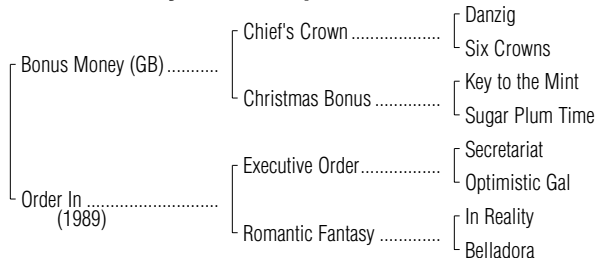 Danzig
Chief's Crown ..................
Six Crowns
Bonus Money (GB) ...........
Key to the Mint
Christmas Bonus ................
Sugar Plum Time
Secretariat
Executive Order..................
Optimistic Gal
Order In ............................
(1989)
In Reality
Romantic Fantasy ..............
Belladora